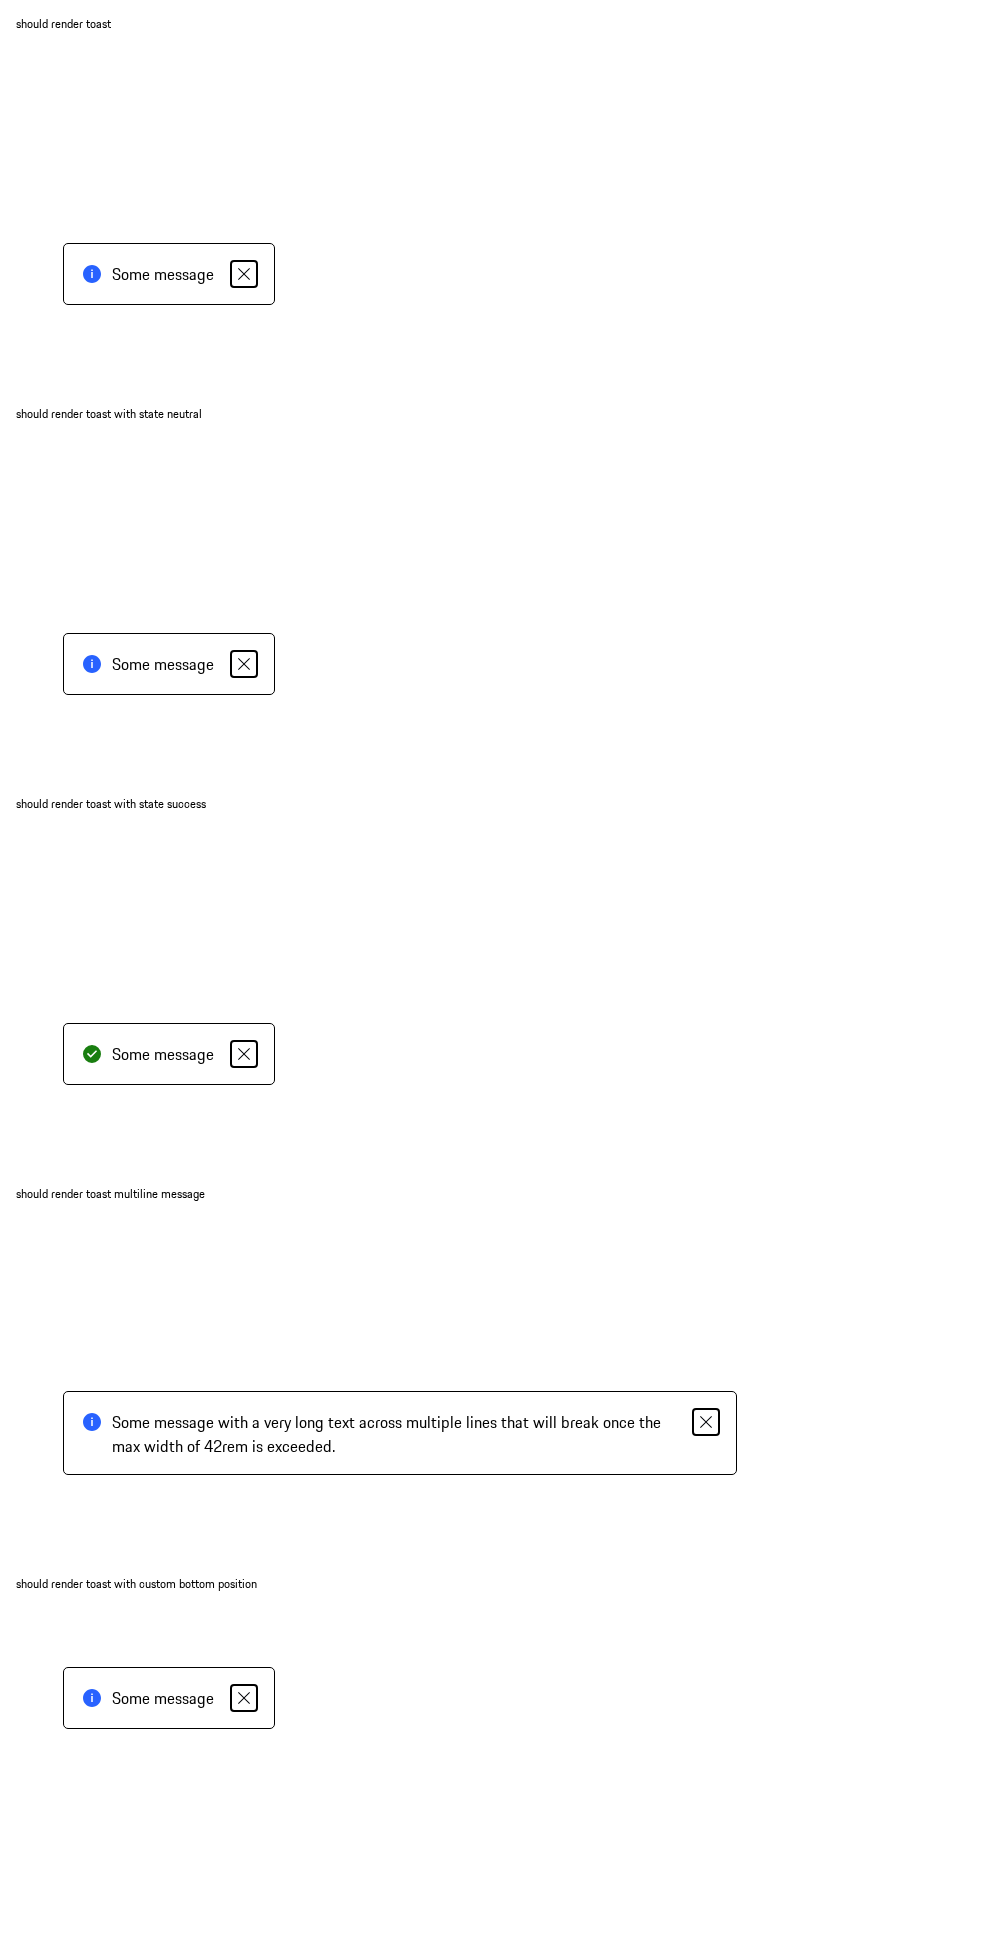 should render toast
Some message
should render toast with state neutral
Some message
should render toast with state success
Some message
should render toast multiline message
Some message with a very long text across multiple lines that will break once the
max width of 42rem is exceeded.
should render toast with custom bottom position
Some message